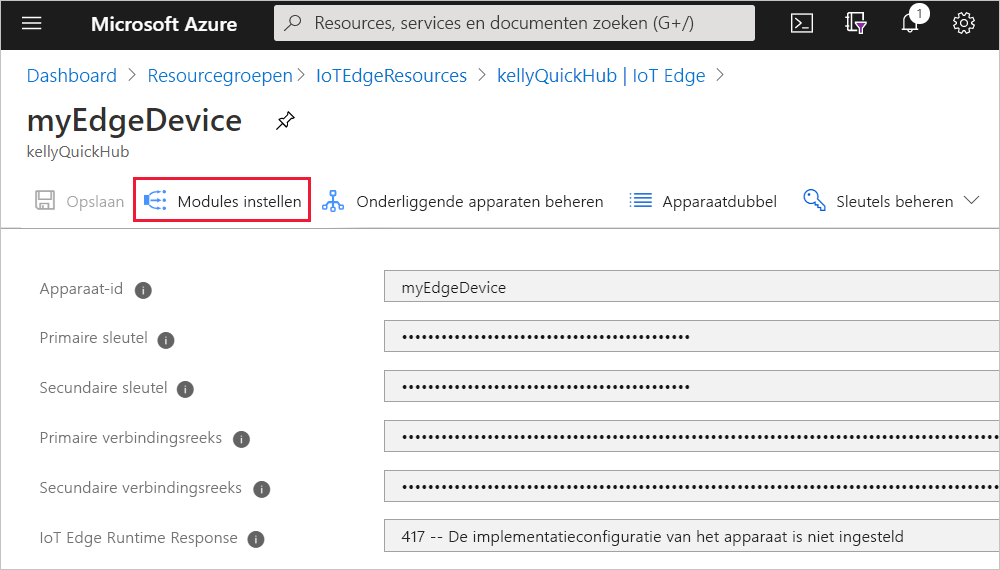 Microsoft Azure
Resources, services en documenten zoeken (G+/)
1
Dashboard > Resourcegroepen > IoTEdgeResources > kellyQuickHub | IoT Edge >
myEdgeDevice
kellyQuickHub
Opslaan Modules instellen Onderliggende apparaten beheren Apparaatdubbel Sleutels beheren
Apparaat-id myEdgeDevice
Primaire sleutel
Secundaire sleutel
Primaire verbindingsreeks
Secundaire verbindingsreeks
IoT Edge Runtime Response 417 -- De implementatieconfiguratie van het apparaat is niet ingesteld